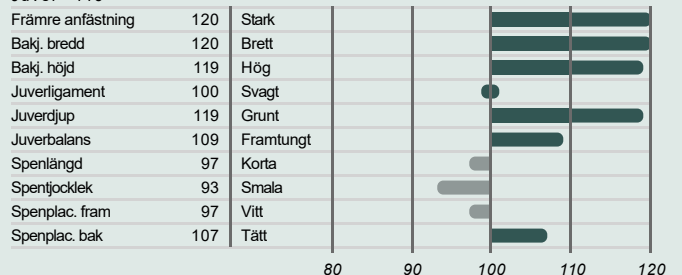 Främre anfästning 120 Stark
Bakj. bredd 120 Brett
Bakj. höjd 119 Hög
Juverligament 100 Svagt
Juverdjup 119 Grunt
Juverbalans 109 Framtungt
Spenlängd 97 Korta
Spentjocklek 93 Smala
Spenplac. fram 97 Vitt
Spenplac. bak 107 Tätt
80 90 100 110 120